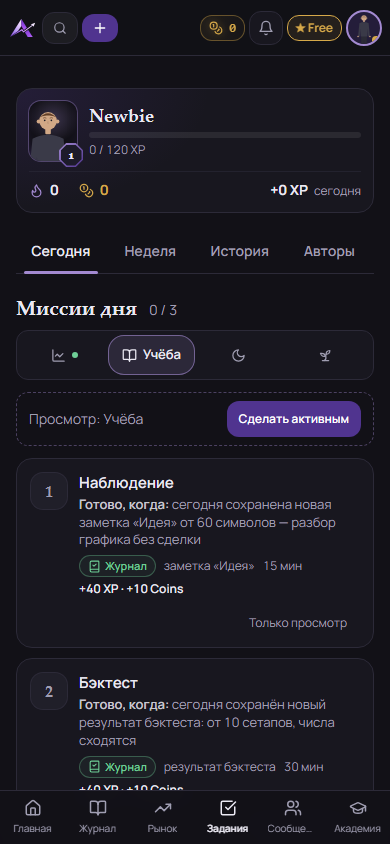 0
★ Free
Newbie
1
0 / 120 XP
0
0
+0 XP сегодня
Сегодня
Неделя
История
Авторы
Миссии дня 0 / 3
Учёба
Просмотр: Учёба
Сделать активным
1
Наблюдение
Готово, когда: сегодня сохранена новая
заметка «Идея» от 60 символов — разбор
графика без сделки
Журнал заметка «Идея» 15 мин
+40 XP · +10 Coins
Только просмотр
2
Бэктест
Готово, когда: сегодня сохранён новый
результат бэктеста: от 10 сетапов, числа
сходятся
Журнал результат бэктеста 30 мин
+40 XP · +10 Coins
Главная
Журнал
Рынок
Задания
Сообще...
Академия